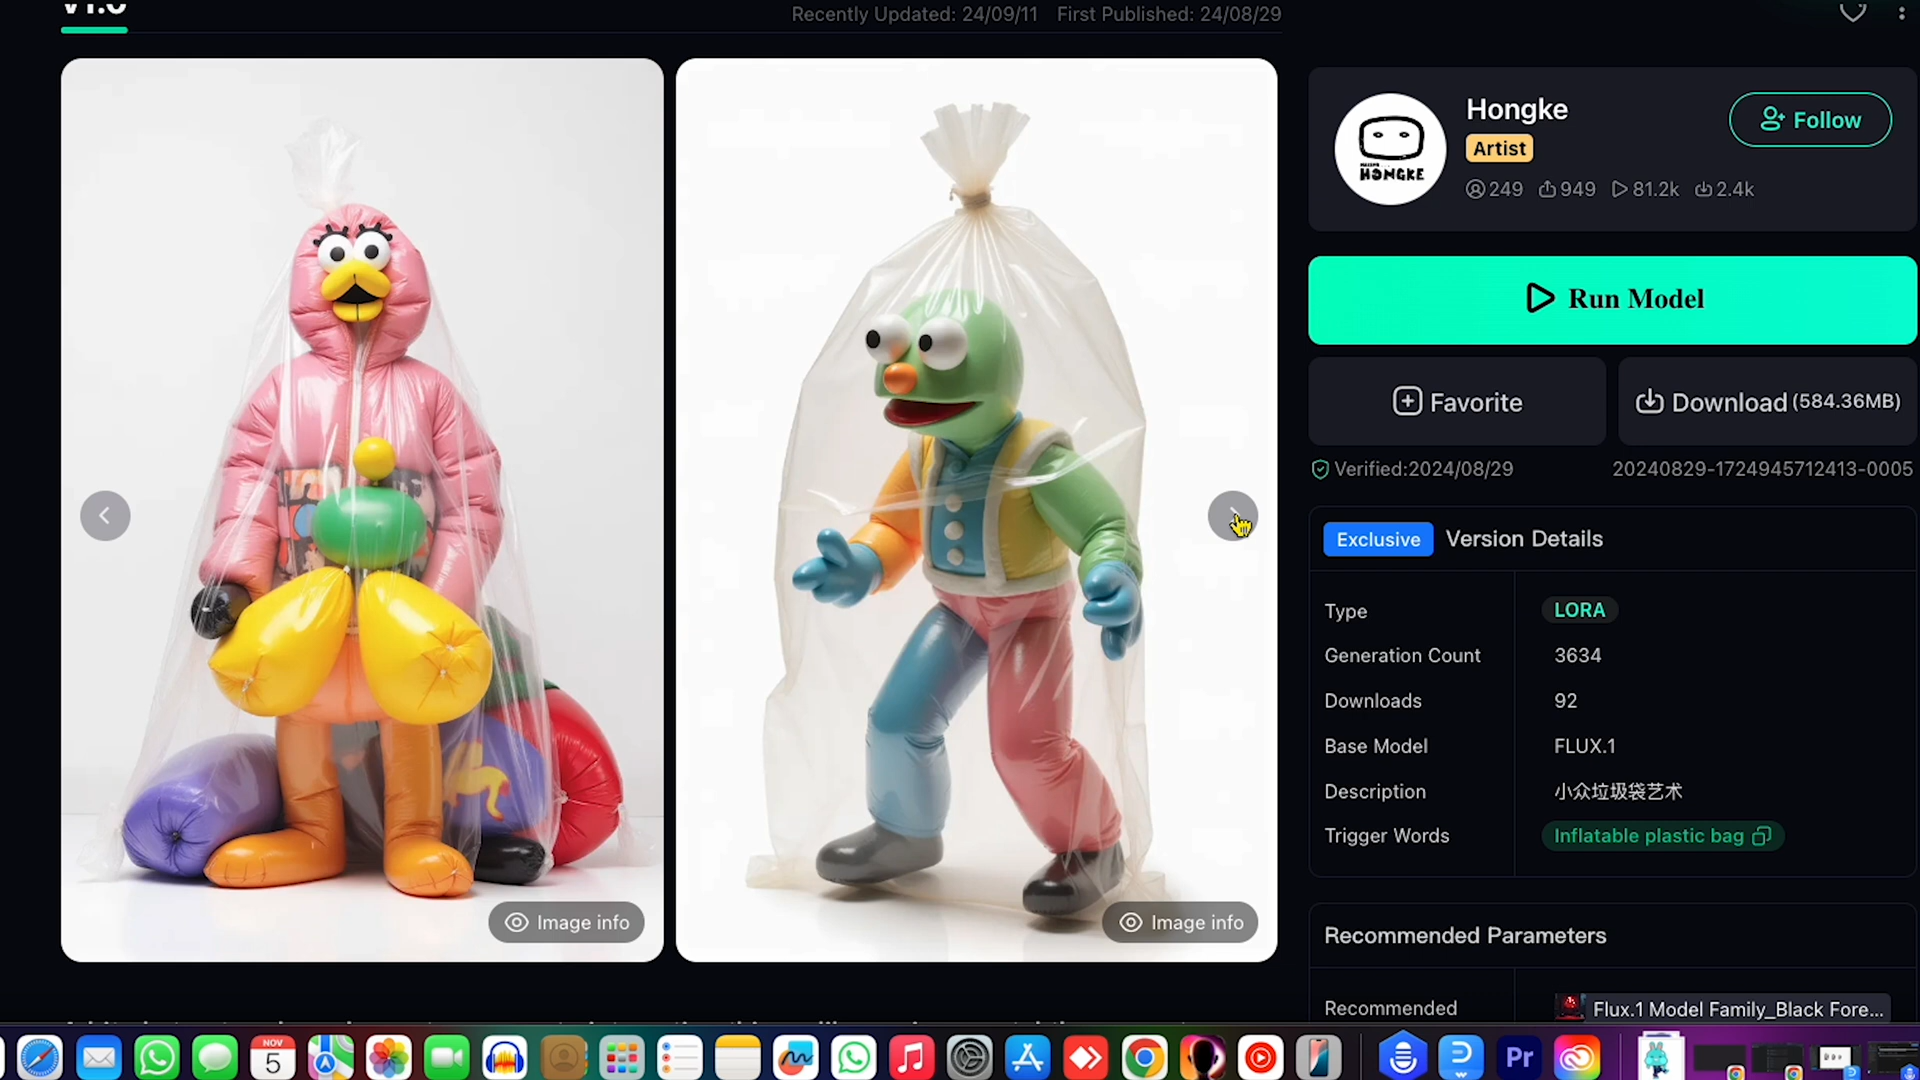 v1.0
Recently Updated: 24/09/11 First Published: 24/08/29
Image info
Image info
HONGKE
Hongke
Artist
Follow
249 949 81.2k 2.4k
Run Model
Favorite
Download (584.36MB)
Verified:2024/08/29 20240829-1724945712413-0005
Exclusive Version Details
Type LORA
Generation Count 3634
Downloads 92
Base Model FLUX.1
Description 小众垃圾袋艺术
Trigger Words Inflatable plastic bag
Recommended Parameters
Recommended Flux.1 Model Family_Black Fore...
NOV
5
Pr